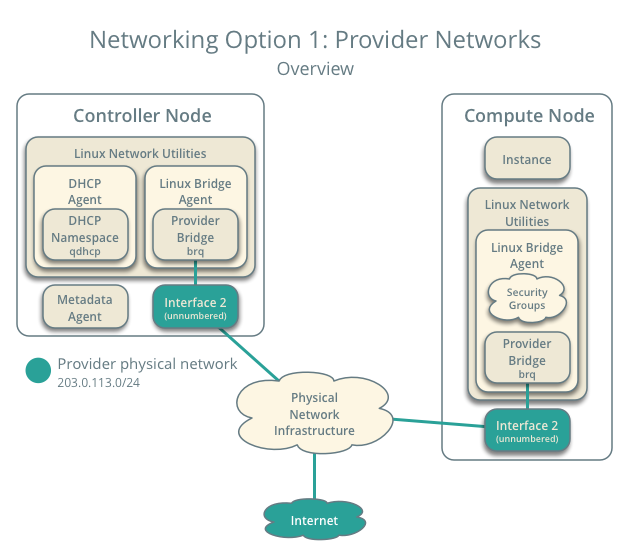 Networking Option 1: Provider Networks
Overview
Controller Node
Linux Network Utilities
DHCP
Agent
DHCP
Namespace
qdhcp
Linux Bridge
Agent
Provider
Bridge
brq
Metadata
Agent
Interface 2
(unnumbered)
Provider physical network
203.0.113.0/24
Physical
Network
Infrastructure
Internet
Compute Node
Instance
Linux Network
Utilities
Linux Bridge
Agent
Security
Groups
Provider
Bridge
brq
Interface 2
(unnumbered)